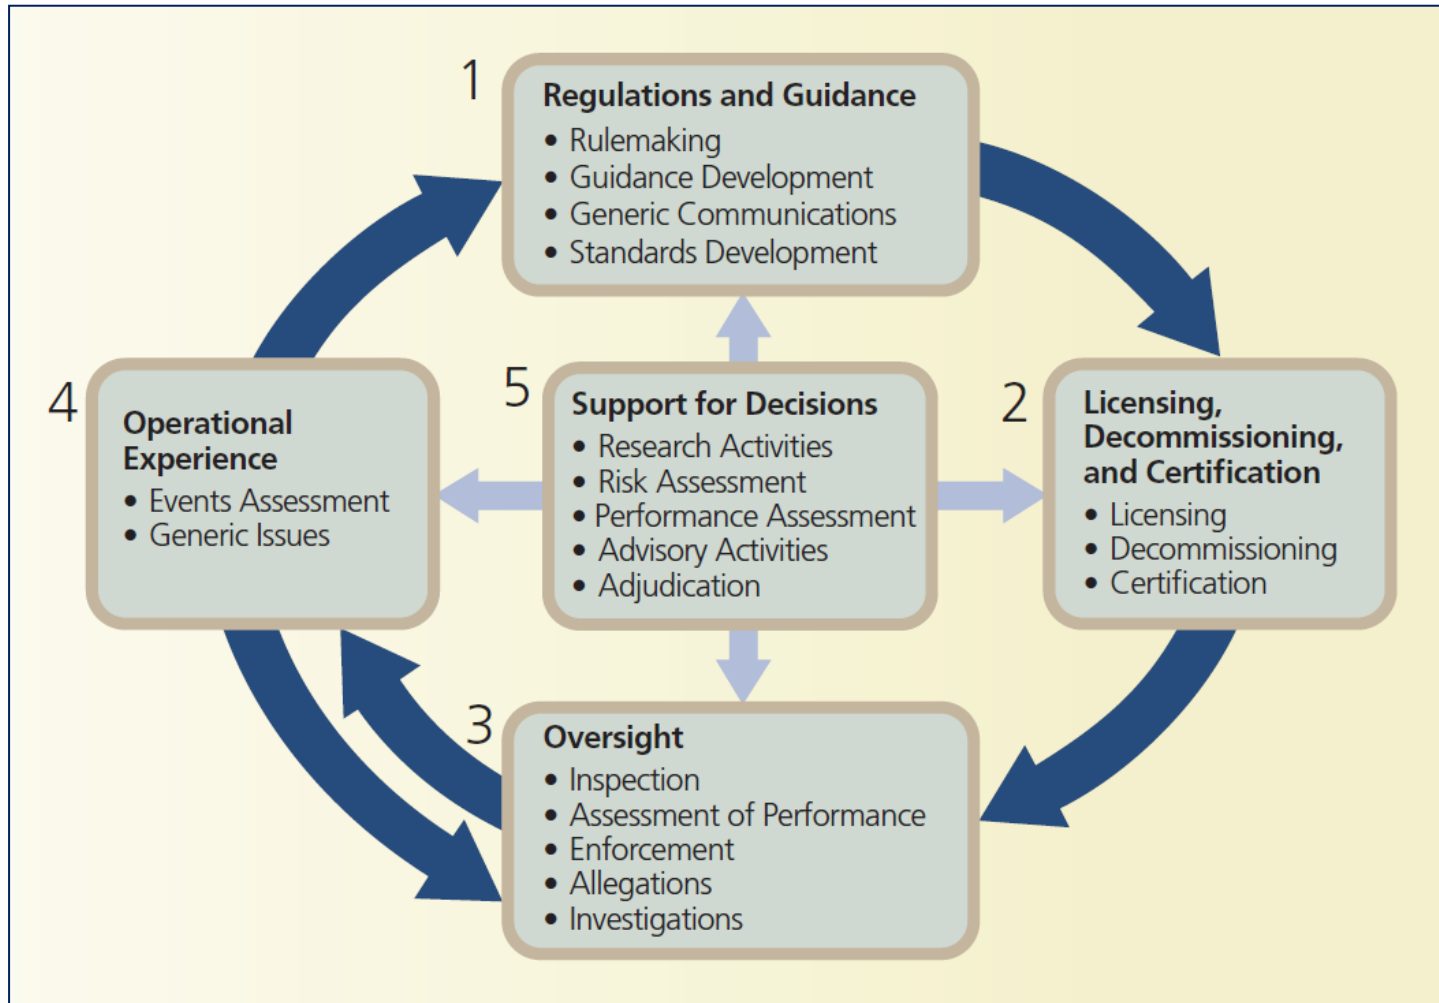 1
Regulations and Guidance
• Rulemaking
• Guidance Development
• Generic Communications
• Standards Development
2
Licensing,
Decommissioning,
and Certification
• Licensing
• Decommissioning
• Certification
3
Oversight
• Inspection
• Assessment of Performance
• Enforcement
• Allegations
• Investigations
4
Operational
Experience
• Events Assessment
• Generic Issues
5
Support for Decisions
• Research Activities
• Risk Assessment
• Performance Assessment
• Advisory Activities
• Adjudication